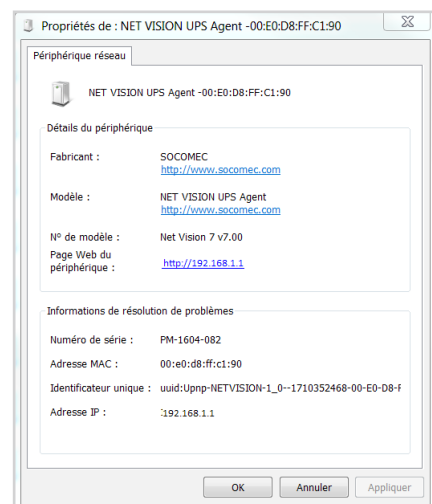 Propriétés de : NET VISION UPS Agent -00:E0:D8:FF:C1:90
Périphérique réseau
NET VISION UPS Agent -00:E0:D8:FF:C1:90
Détails du périphérique
Fabricant : SOCOMEC
http://www.socomec.com
Modèle : NET VISION UPS Agent
http://www.socomec.com
Nº de modèle : Net Vision 7 v7.00
Page Web du
périphérique : http://192.168.1.1
Informations de résolution de problèmes
Numéro de série : PM-1604-082
Adresse MAC : 00:e0:d8:ff:c1:90
Identificateur unique : uuid:Upnp-NETVISION-1_0--1710352468-00-E0-D8-F
Adresse IP : 192.168.1.1
OK Annuler Appliquer